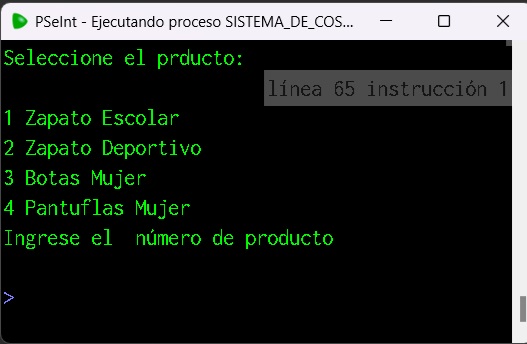 PSeInt - Ejecutando proceso SISTEMA_DE_COS...
Seleccione el prducto:
línea 65 instrucción 1
1 Zapato Escolar
2 Zapato Deportivo
3 Botas Mujer
4 Pantuflas Mujer
Ingrese el  número de producto
>